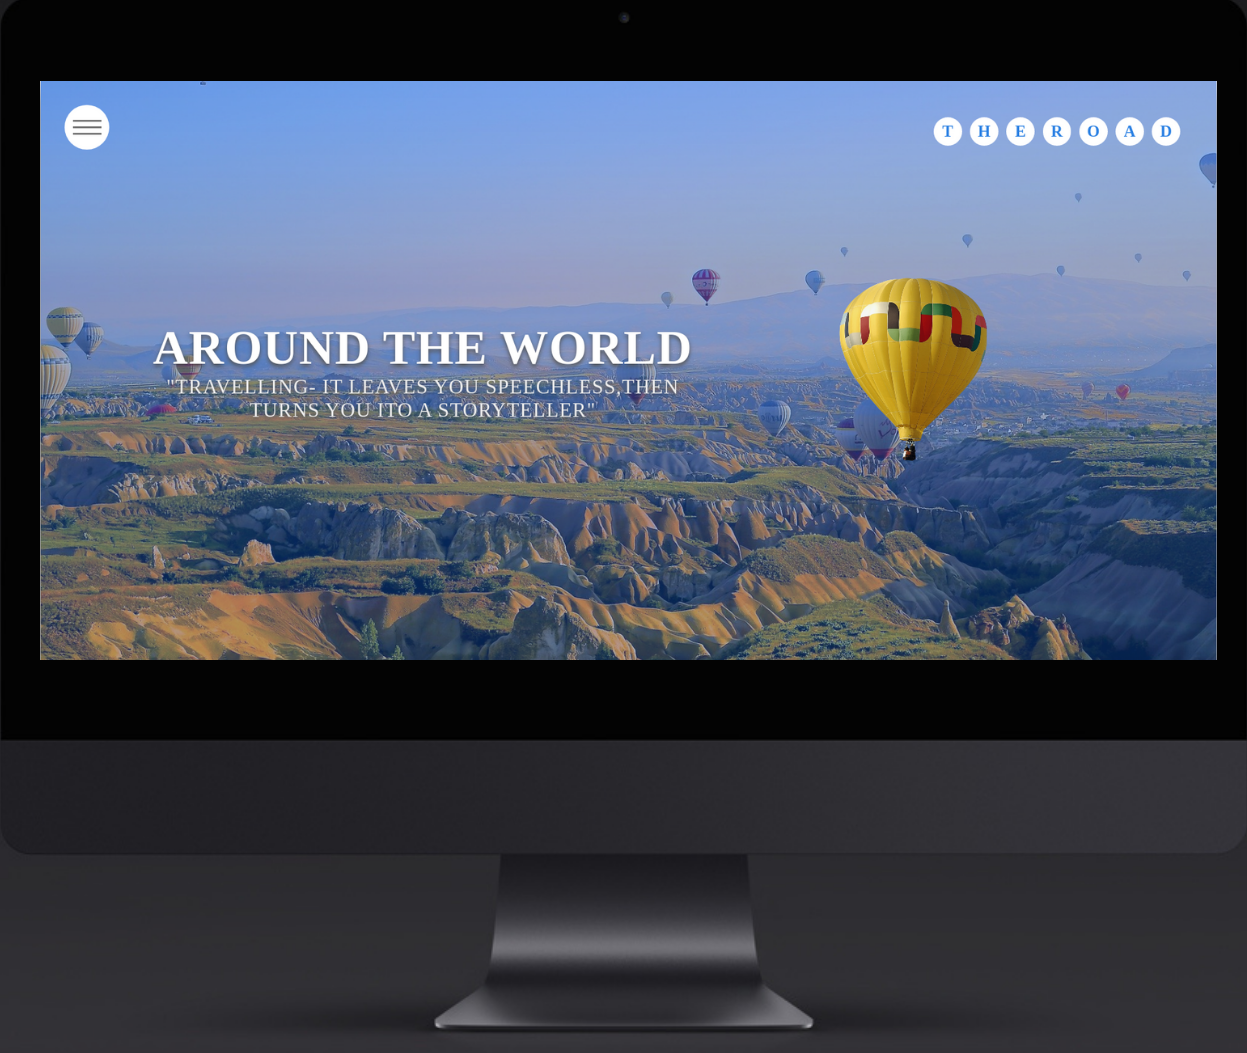 T H E R O A D
AROUND THE WORLD
"TRAVELLING- IT LEAVES YOU SPEECHLESS,THEN
TURNS YOU ITO A STORYTELLER"